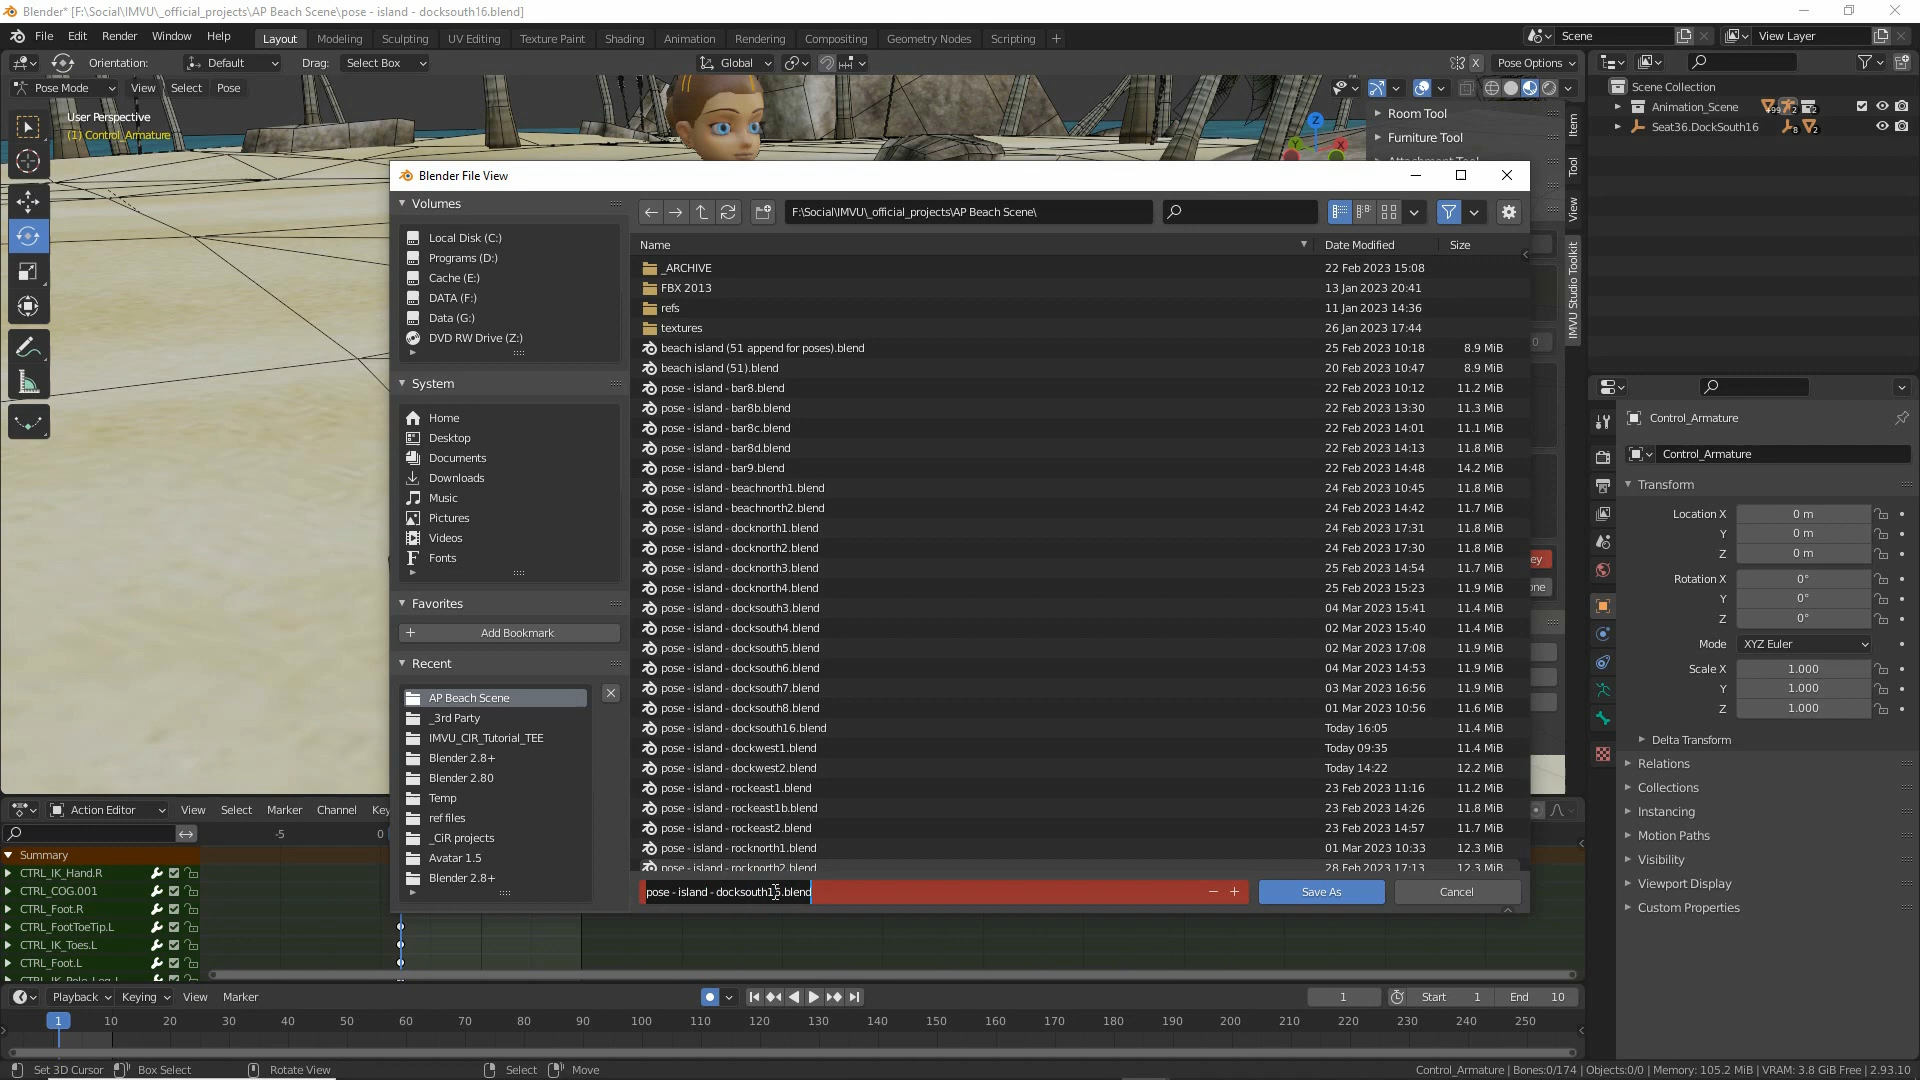 Blender* [F:\Social\IMVU\_official_projects\AP Beach Scene\pose - island - docksouth16.blend]
File Edit Render Window Help Layout Modeling Sculpting UV Editing Texture Paint Shading Animation Rendering Compositing Geometry Nodes Scripting + Scene View Layer
Orientation: Default Drag: Select Box Global X Pose Options
Pose Mode View Select Pose
User Perspective
(1) Control_Armature
Z
Y X
Room Tool
Furniture Tool
Item
Tool
View
IMVU Studio Toolkit
Scene Collection
Animation_Scene
Seat36.DockSouth16 8 2
Blender File View
Volumes
Local Disk (C:)
Programs (D:)
Cache (E:)
DATA (F:)
Data (G:)
DVD RW Drive (Z:)
System
Home
Desktop
Documents
Downloads
Music
Pictures
Videos
Fonts
Favorites
Add Bookmark
Recent
AP Beach Scene
_3rd Party
IMVU_CIR_Tutorial_TEE
Blender 2.8+
Blender 2.80
Temp
ref files
_CiR projects
Avatar 1.5
Blender 2.8+
F:\Social\IMVU\_official_projects\AP Beach Scene\
Name Date Modified Size
_ARCHIVE 22 Feb 2023 15:08
FBX 2013 13 Jan 2023 20:41
refs 11 Jan 2023 14:36
textures 26 Jan 2023 17:44
beach island (51 append for poses).blend 25 Feb 2023 10:18 8.9 MiB
beach island (51).blend 20 Feb 2023 10:47 8.9 MiB
pose - island - bar8.blend 22 Feb 2023 10:12 11.2 MiB
pose - island - bar8b.blend 22 Feb 2023 13:30 11.3 MiB
pose - island - bar8c.blend 22 Feb 2023 14:01 11.1 MiB
pose - island - bar8d.blend 22 Feb 2023 14:13 11.8 MiB
pose - island - bar9.blend 22 Feb 2023 14:48 14.2 MiB
pose - island - beachnorth1.blend 24 Feb 2023 10:45 11.8 MiB
pose - island - beachnorth2.blend 24 Feb 2023 14:42 11.7 MiB
pose - island - docknorth1.blend 24 Feb 2023 17:31 11.8 MiB
pose - island - docknorth2.blend 24 Feb 2023 17:30 11.8 MiB
pose - island - docknorth3.blend 25 Feb 2023 14:54 11.7 MiB
pose - island - docknorth4.blend 25 Feb 2023 15:23 11.9 MiB
pose - island - docksouth3.blend 04 Mar 2023 15:41 11.4 MiB
pose - island - docksouth4.blend 02 Mar 2023 15:40 11.4 MiB
pose - island - docksouth5.blend 02 Mar 2023 17:08 11.9 MiB
pose - island - docksouth6.blend 04 Mar 2023 14:53 11.9 MiB
pose - island - docksouth7.blend 03 Mar 2023 16:56 11.9 MiB
pose - island - docksouth8.blend 01 Mar 2023 10:56 11.6 MiB
pose - island - docksouth16.blend Today 16:05 11.4 MiB
pose - island - dockwest1.blend Today 09:35 11.4 MiB
pose - island - dockwest2.blend Today 14:22 12.2 MiB
pose - island - rockeast1.blend 23 Feb 2023 11:16 11.2 MiB
pose - island - rockeast1b.blend 23 Feb 2023 14:26 11.8 MiB
pose - island - rockeast2.blend 23 Feb 2023 14:57 11.7 MiB
pose - island - rocknorth1.blend 01 Mar 2023 10:33 12.3 MiB
pose - island - rocknorth2.blend 28 Feb 2023 17:13 12.3 MiB
pose - island - docksouth16.blend − + Save As Cancel
Control_Armature
Control_Armature
Transform
Location X 0 m
Y 0 m
Z 0 m
Rotation X 0°
Y 0°
Z 0°
Mode XYZ Euler
Scale X 1.000
Y 1.000
Z 1.000
Delta Transform
Relations
Collections
Instancing
Motion Paths
Visibility
Viewport Display
Custom Properties
Action Editor View Select Marker Channel
-5 0
Summary
CTRL_IK_Hand.R
CTRL_COG.001
CTRL_Foot.R
CTRL_FootToeTip.L
CTRL_IK_Toes.L
CTRL_Foot.L
Playback Keying View Marker 1 Start 1 End 10
1 10 20 30 40 50 60 70 80 90 100 110 120 130 140 150 160 170 180 190 200 210 220 230 240 250
Set 3D Cursor Box Select Rotate View Select Move Control_Armature | Bones:0/174 | Objects:0/0 | Memory: 105.2 MiB | VRAM: 3.8 GiB Free | 2.93.10